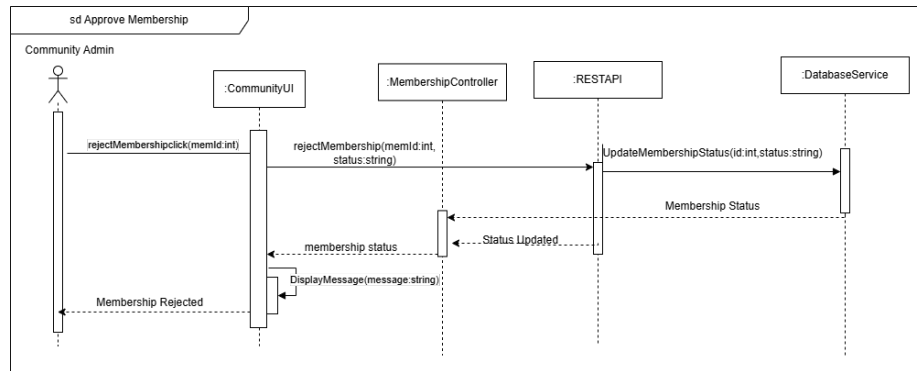 sd Approve Membership
Community Admin
:CommunityUI
:MembershipController
:RESTAPI
:DatabaseService
rejectMembershipclick(memId:int)
rejectMembership(memId:int,
status:string)
UpdateMembershipStatus(id:int,status:string)
Membership Status
Status Updated
membership status
DisplayMessage(message:string)
Membership Rejected